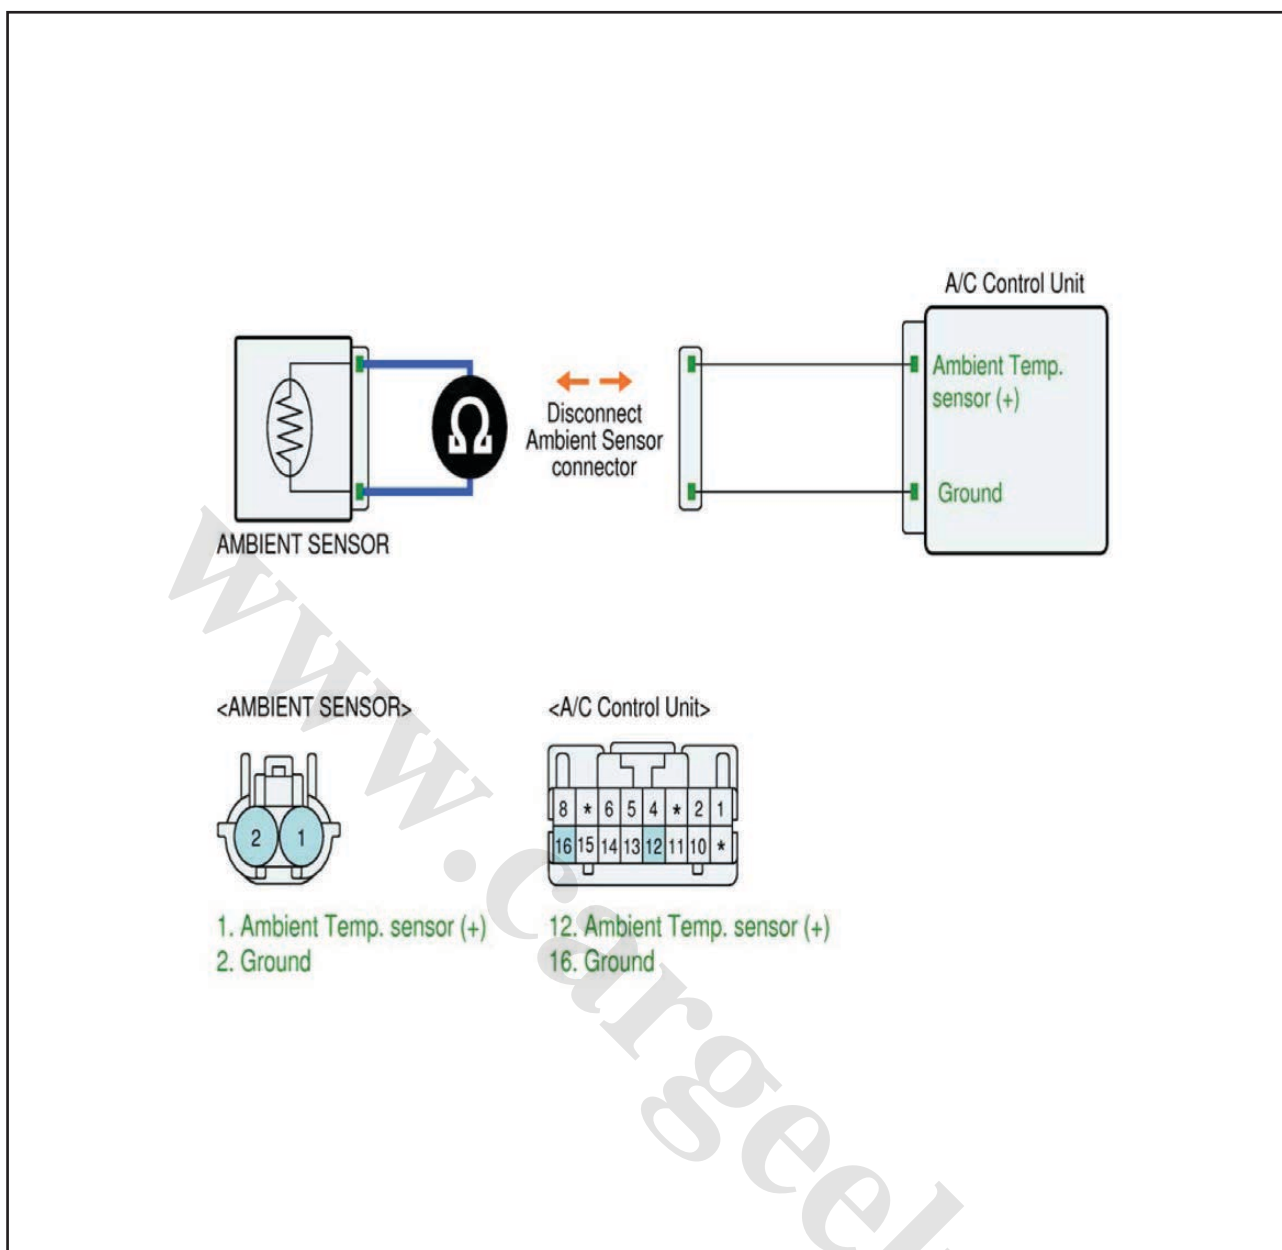 A/C Control Unit
Ambient Temp.
sensor (+)
Ω
Disconnect
Ambient Sensor
connector
Ground
AMBIENT SENSOR
<AMBIENT SENSOR>
<A/C Control Unit>
8 * 6 5 4 * 2 1
2 1
16 15 14 13 12 11 10 *
1. Ambient Temp. sensor (+)
12. Ambient Temp. sensor (+)
2. Ground
16. Ground
www.cargeek